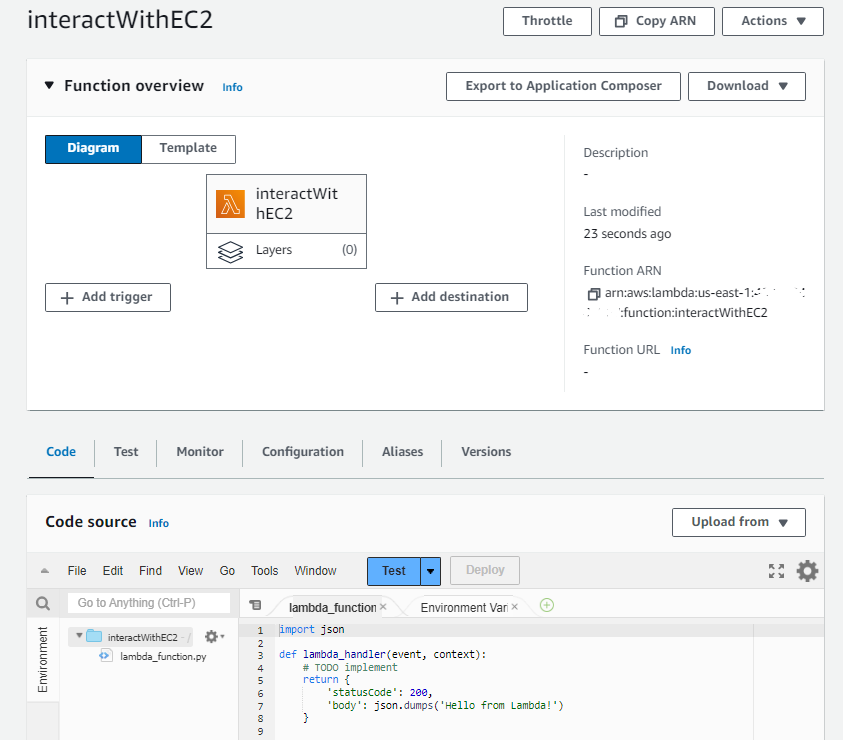 interactWithEC2
Throttle
Copy ARN
Actions
Function overview
Info
Export to Application Composer
Download
Diagram
Template
interactWit
hEC2
Layers
(0)
Add trigger
Add destination
Description
-
Last modified
23 seconds ago
Function ARN
arn:aws:lambda:us-east-1:
:function:interactWithEC2
Function URL Info
-
Code
Test
Monitor
Configuration
Aliases
Versions
Code source Info
Upload from
File Edit Find View Go Tools Window
Test
Deploy
Go to Anything (Ctrl-P)
lambda_function ×
Environment Vari ×
Environment
interactWithEC2 - /
lambda_function.py
1 import json
2
3 def lambda_handler(event, context):
4 # TODO implement
5 return {
6 'statusCode': 200,
7 'body': json.dumps('Hello from Lambda!')
8 }
9